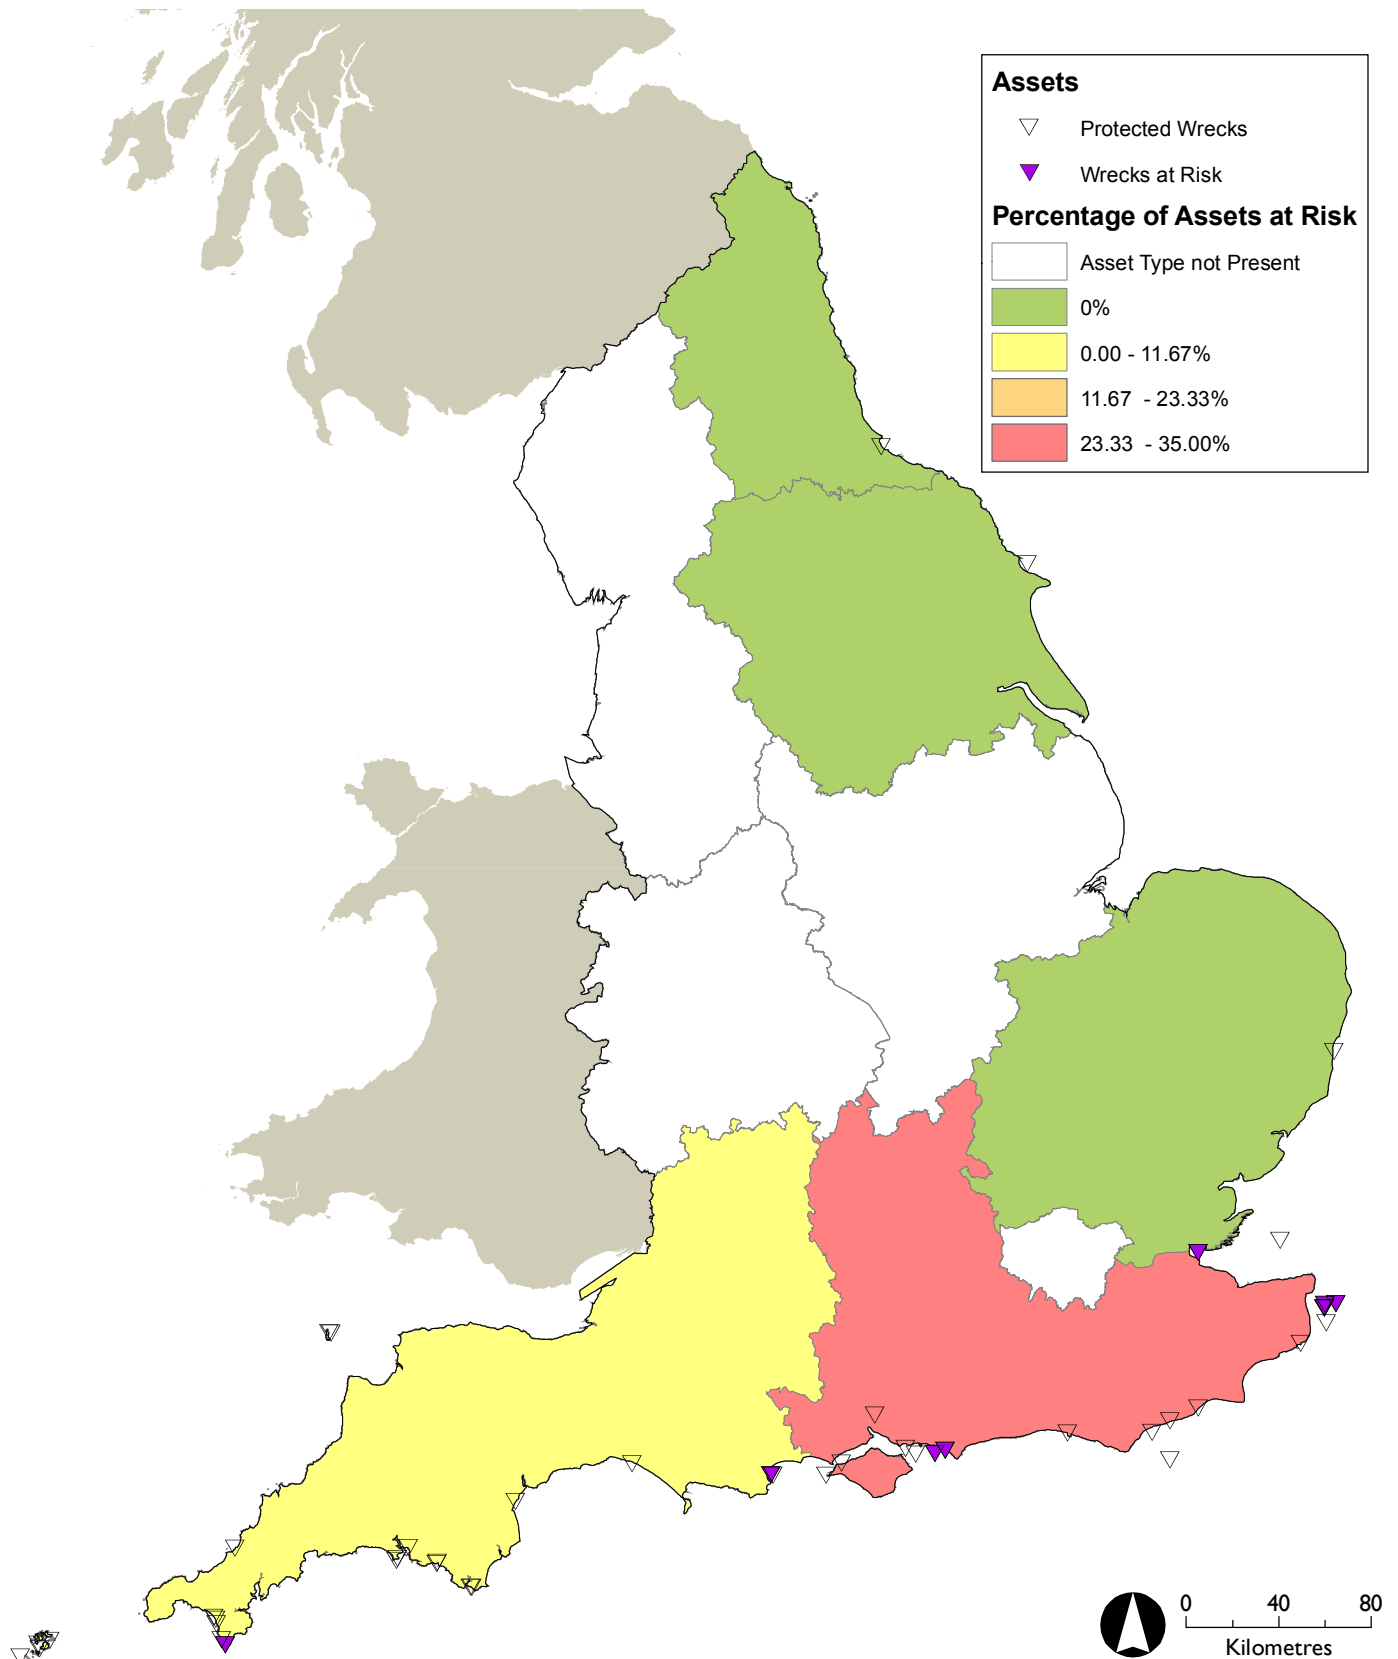 Assets
Protected Wrecks
Wrecks at Risk
Percentage of Assets at Risk
Asset Type not Present
0%
0.00 - 11.67%
11.67 - 23.33%
23.33 - 35.00%
0 40 80
Kilometres